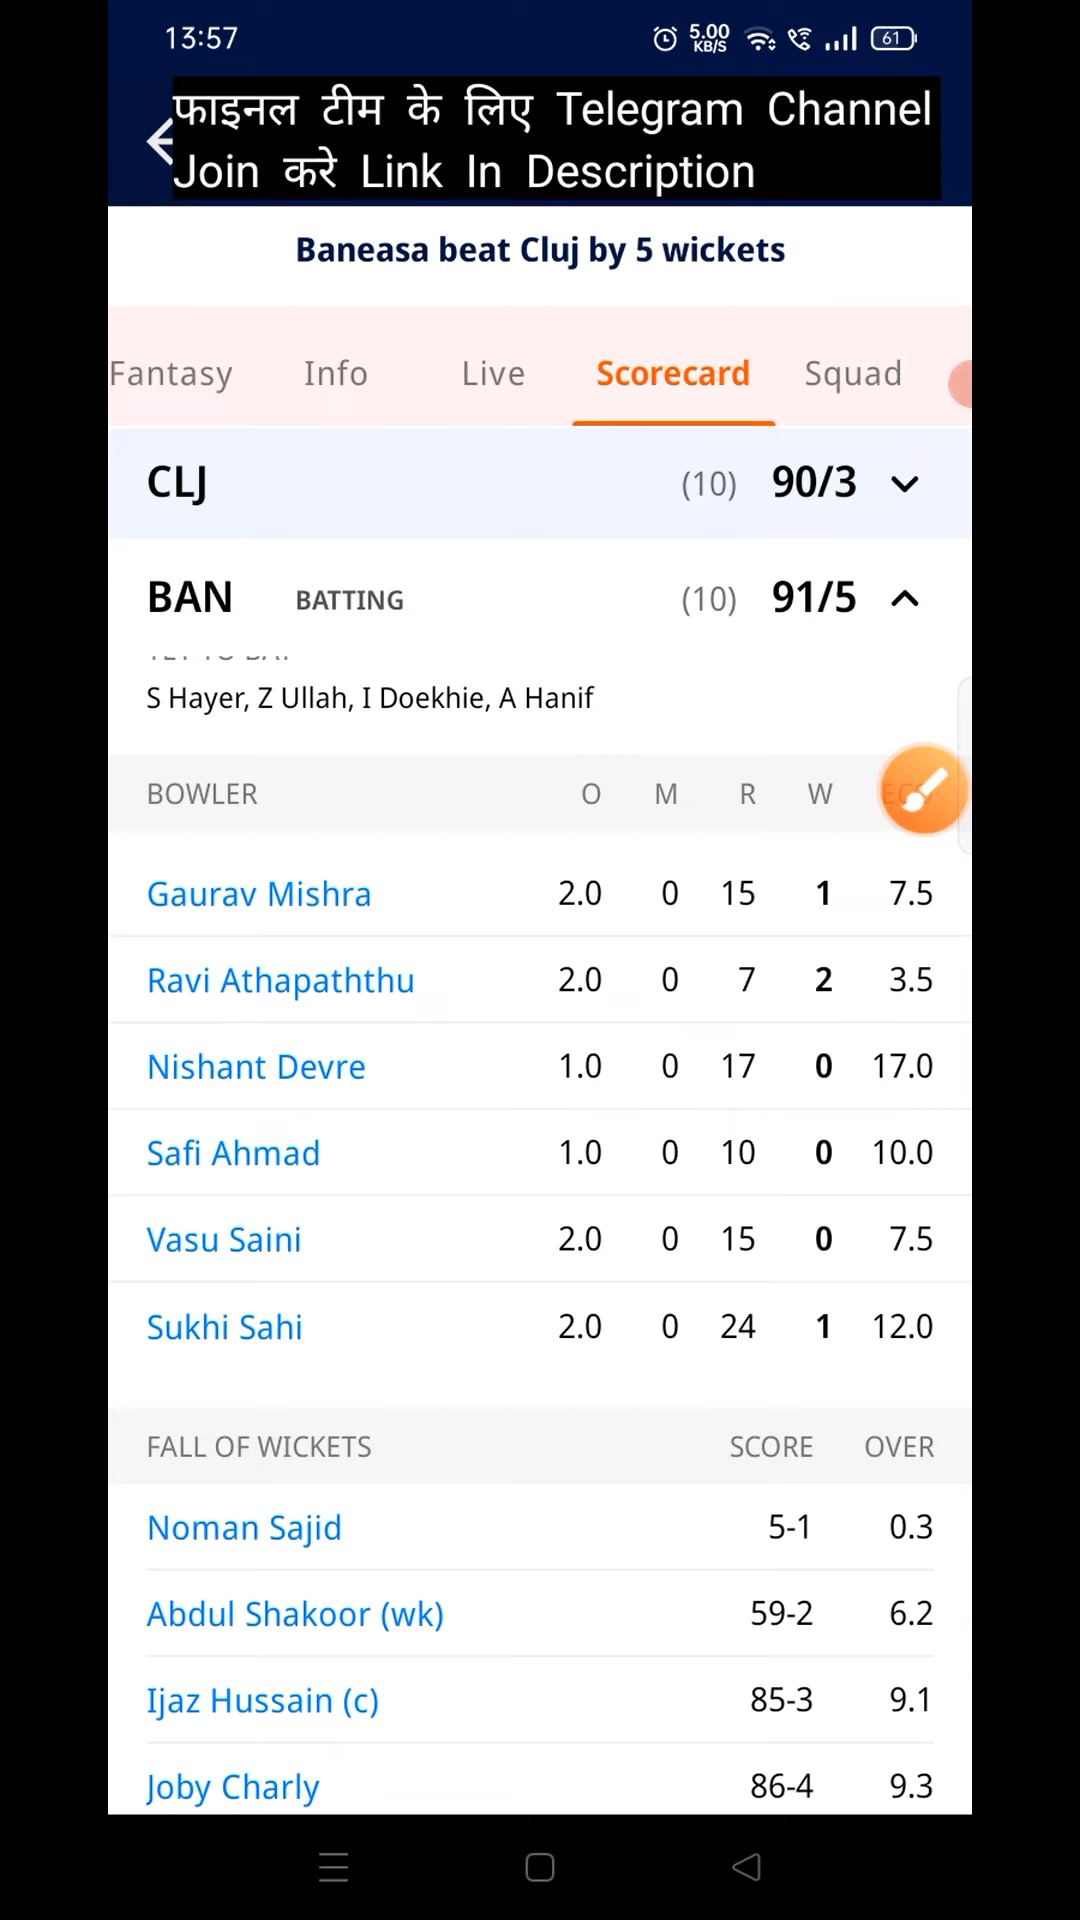 13:57
5.00
KB/S
61
फाइनल टीम के लिए Telegram Channel
Join करे Link In Description
Baneasa beat Cluj by 5 wickets
Fantasy Info Live Scorecard Squad
CLJ (10) 90/3
BAN BATTING (10) 91/5
S Hayer, Z Ullah, I Doekhie, A Hanif
BOWLER O M R W
Gaurav Mishra 2.0 0 15 1 7.5
Ravi Athapaththu 2.0 0 7 2 3.5
Nishant Devre 1.0 0 17 0 17.0
Safi Ahmad 1.0 0 10 0 10.0
Vasu Saini 2.0 0 15 0 7.5
Sukhi Sahi 2.0 0 24 1 12.0
FALL OF WICKETS SCORE OVER
Noman Sajid 5-1 0.3
Abdul Shakoor (wk) 59-2 6.2
Ijaz Hussain (c) 85-3 9.1
Joby Charly 86-4 9.3